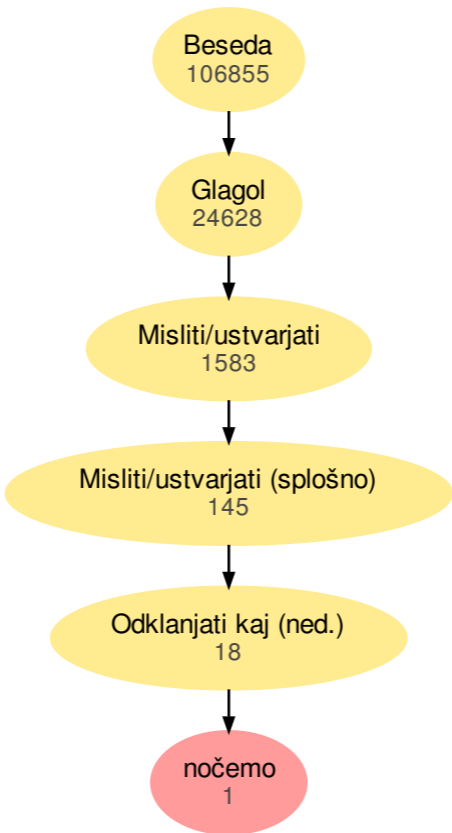 Beseda
106855
Glagol
24628
Misliti/ustvarjati
1583
Misliti/ustvarjati (splošno)
145
Odklanjati kaj (ned.)
18
nočemo
1